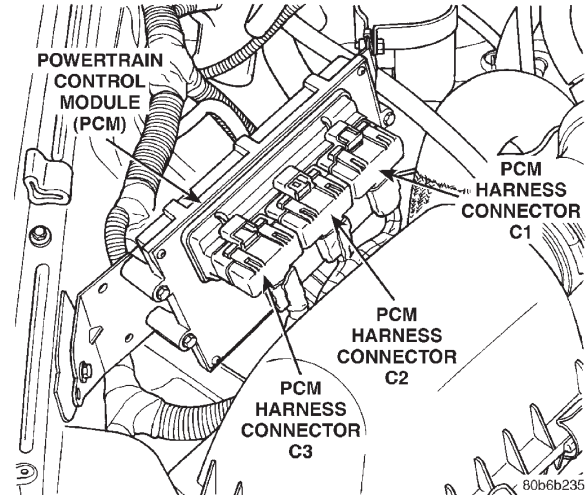 POWERTRAIN
CONTROL
MODULE
(PCM)
PCM
HARNESS
CONNECTOR
C1
PCM
HARNESS
CONNECTOR
C2
PCM
HARNESS
CONNECTOR
C3
80b6b235